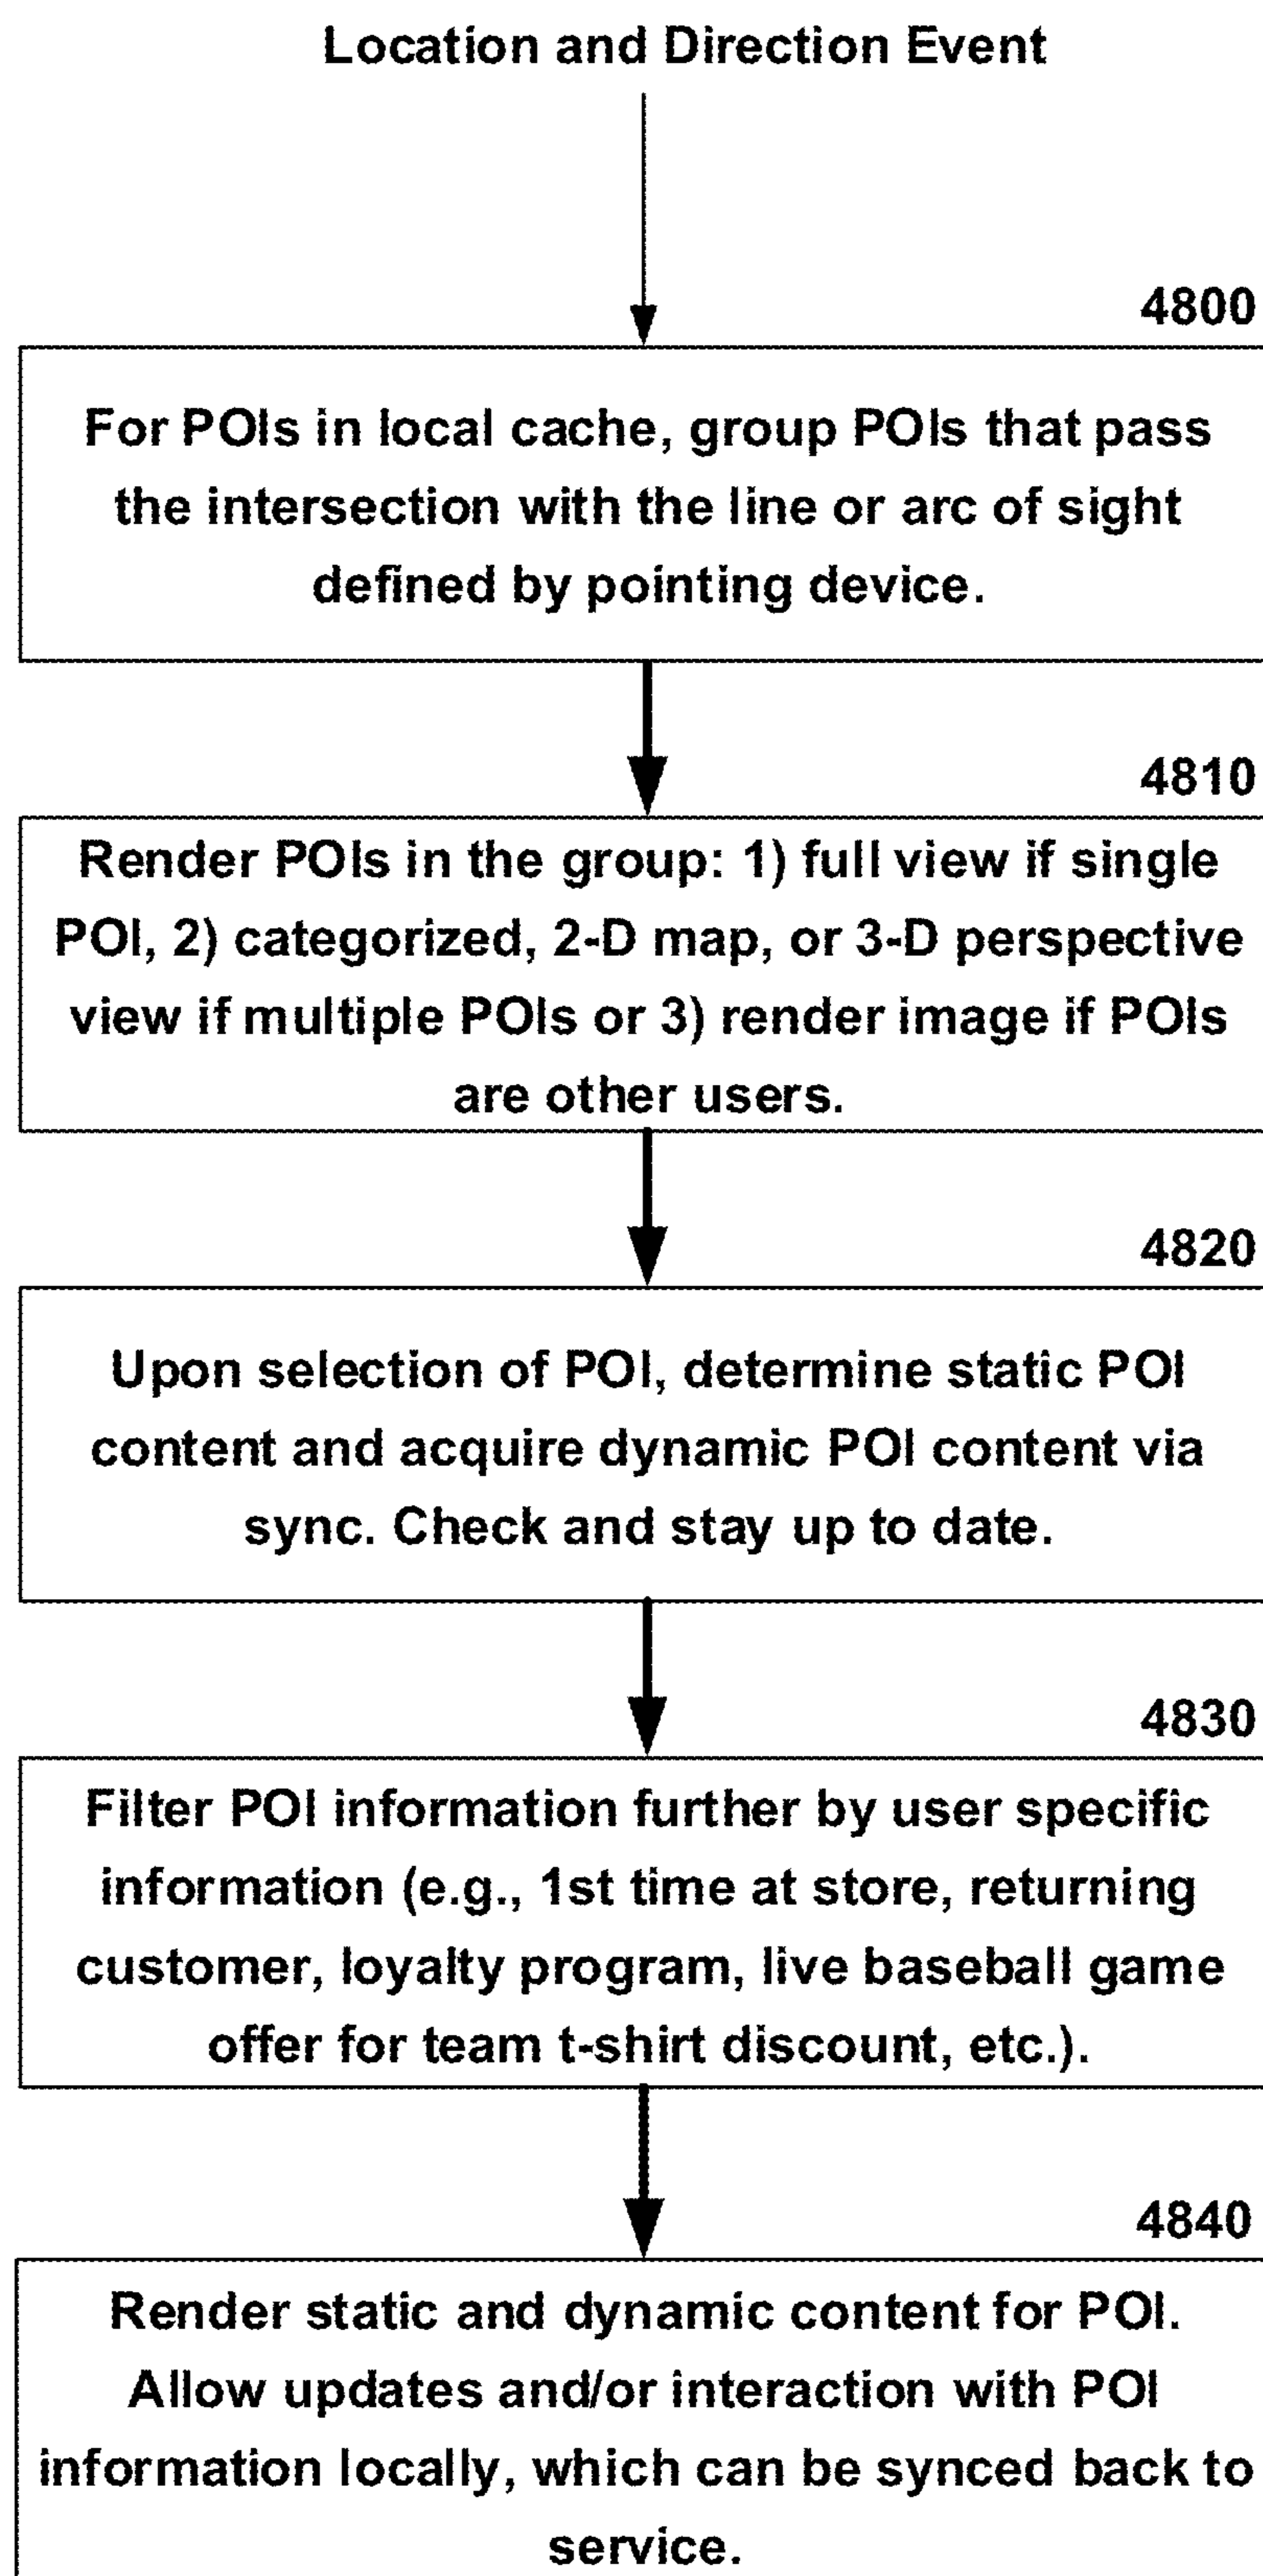 Location and Direction Event
4800
For POIs in local cache, group POIs that pass
the intersection with the line or arc of sight
defined by pointing device.
4810
Render POIs in the group: 1) full view if single
POI, 2) categorized, 2-D map, or 3-D perspective
view if multiple POIs or 3) render image if POIs
are other users.
4820
Upon selection of POI, determine static POI
content and acquire dynamic POI content via
sync. Check and stay up to date.
4830
Filter POI information further by user specific
information (e.g., 1st time at store, returning
customer, loyalty program, live baseball game
offer for team t-shirt discount, etc.).
4840
Render static and dynamic content for POI.
Allow updates and/or interaction with POI
information locally, which can be synced back to
service.